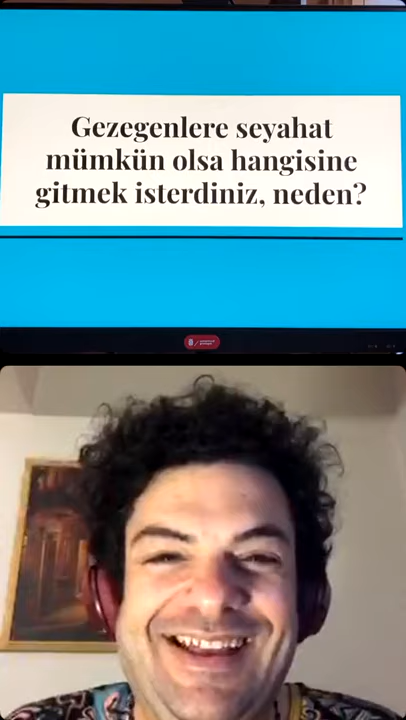 Gezegenlere seyahat
mümkün olsa hangisine
gitmek isterdiniz, neden?